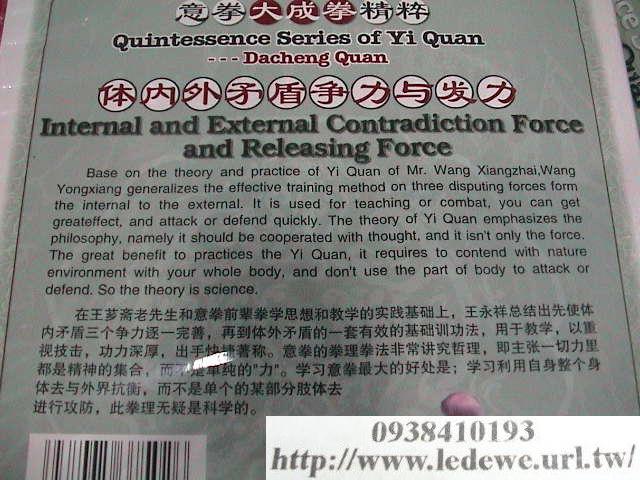 意拳大成拳精粹
Quintessence Series of Yi Quan
--- Dacheng Quan
体内外矛盾争力与发力
Internal and External Contradiction Force
and Releasing Force
Base on the theory and practice of Yi Quan of Mr. Wang Xiangzhai,Wang
Yongxiang generalizes the effective training method on three disputing forces form
the internal to the external. It is used for teaching or combat, you can get
greateffect, and attack or defend quickly. The theory of Yi Quan emphasizes the
philosophy, namely it should be cooperated with thought, and it isn't only the force.
The great benefit to practices the Yi Quan, it requires to contend with nature
environment with your whole body, and don't use the part of body to attack or
defend. So the theory is science.
在王芗斋老先生和意拳前辈拳学思想和教学的实践基础上，王永祥总结出先使体
内矛盾三个争力逐一完善，再到体外矛盾的一套有效的基础训功法，用于教学，以重
视技击，功力深厚，出手快捷著称。意拳的拳理拳法非常讲究哲理，即主张一切力里
都是精神的集合，而不是单纯的"力"。学习意拳最大的好处是；学习利用自身整个身
体去与外界抗衡，而不是单个的某部分肢体去
进行攻防，此拳理无疑是科学的。
0938410193
http://www.ledewe.url.tw/